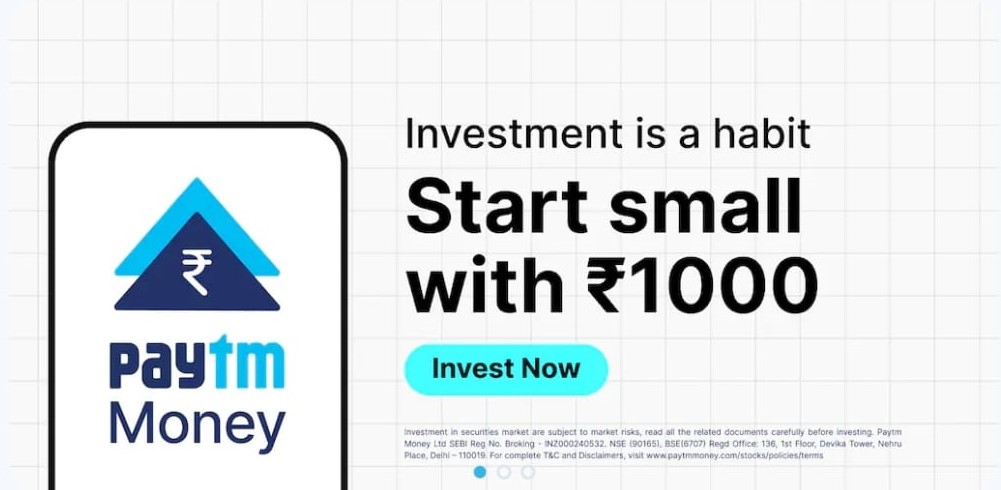 ₹
paytm
Money
Investment is a habit
Start small
with ₹1000
Invest Now
Investment in securities market are subject to market risks, read all the related documents carefully before investing. Paytm
Money Ltd SEBI Reg No. Broking - INZ000240532. NSE (90165), BSE(6707) Regd Office: 136, 1st Floor, Devika Tower, Nehru
Place, Delhi – 110019. For complete T&C and Disclaimers, visit www.paytmmoney.com/stocks/policies/terms